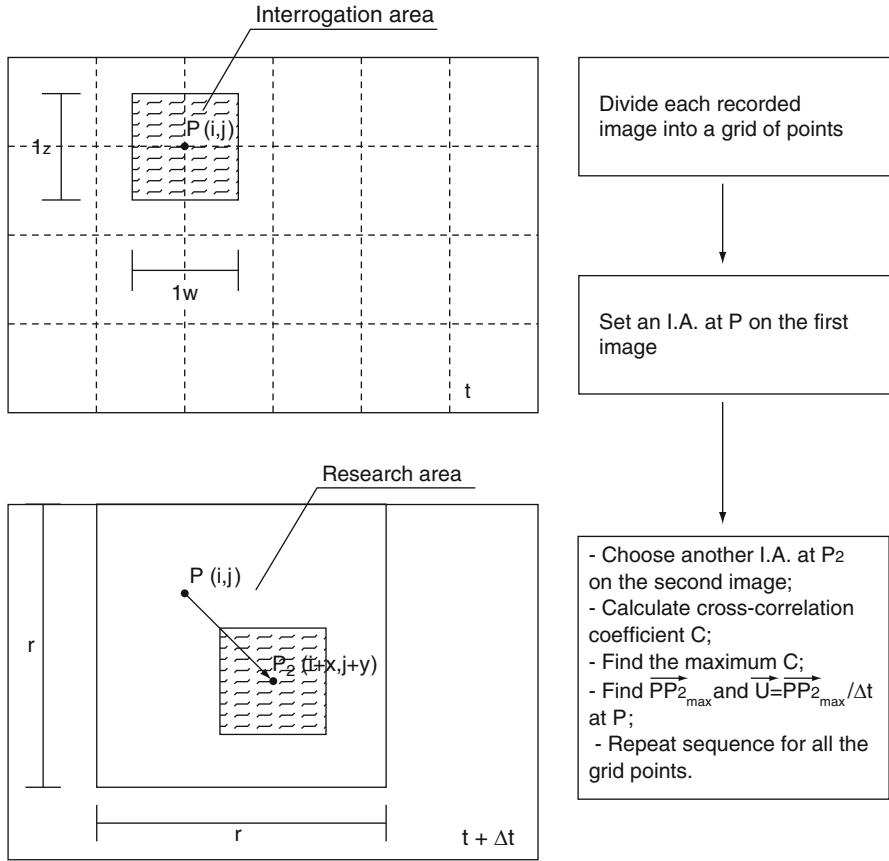 Interrogation area
P (i,j)
1z
1w
t
Research area
P (i,j)
P2 (i+x,j+y)
r
r
t + Δt
Divide each recorded
image into a grid of points
Set an I.A. at P on the first
image
- Choose another I.A. at P2
on the second image;
- Calculate cross-correlation
coefficient C;
- Find the maximum C;
- Find PP2max and U=PP2max/Δt
at P;
- Repeat sequence for all the
grid points.